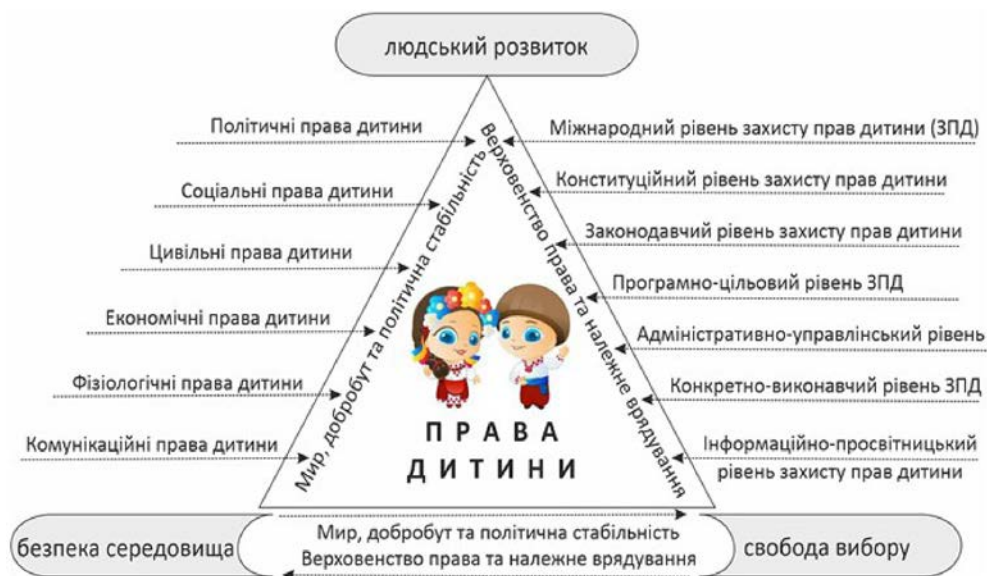 людський розвиток
Політичні права дитини
Соціальні права дитини
Цивільні права дитини
Економічні права дитини
Фізіологічні права дитини
Комунікаційні права дитини
Мир, добробут та політична стабільність
Верховенство права та належне врядування
ПРАВА
ДИТИНИ
Міжнародний рівень захисту прав дитини (ЗПД)
Конституційний рівень захисту прав дитини
Законодавчий рівень захисту прав дитини
Програмно-цільовий рівень ЗПД
Адміністративно-управлінський рівень
Конкретно-виконавчий рівень ЗПД
Інформаційно-просвітницький
рівень захисту прав дитини
безпека середовища
Мир, добробут та політична стабільність
Верховенство права та належне врядування
свобода вибору